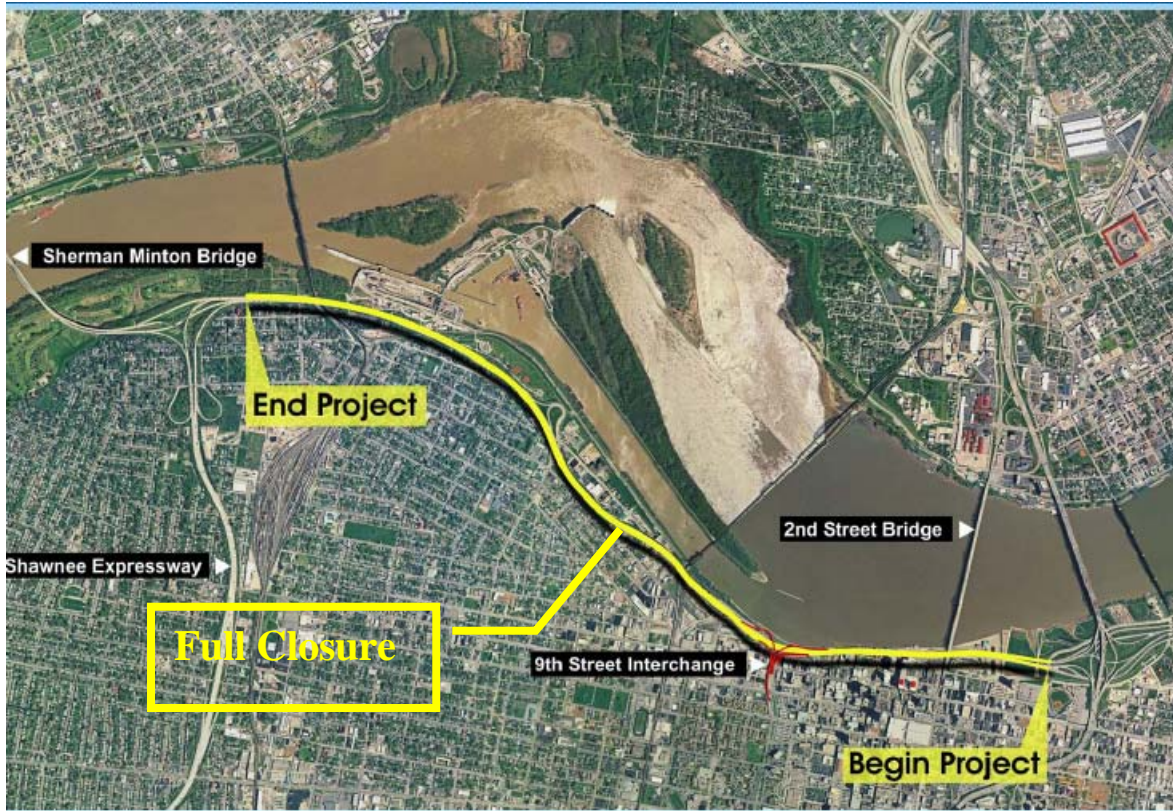 Sherman Minton Bridge
End Project
2nd Street Bridge
Shawnee Expressway
Full Closure
9th Street Interchange
Begin Project